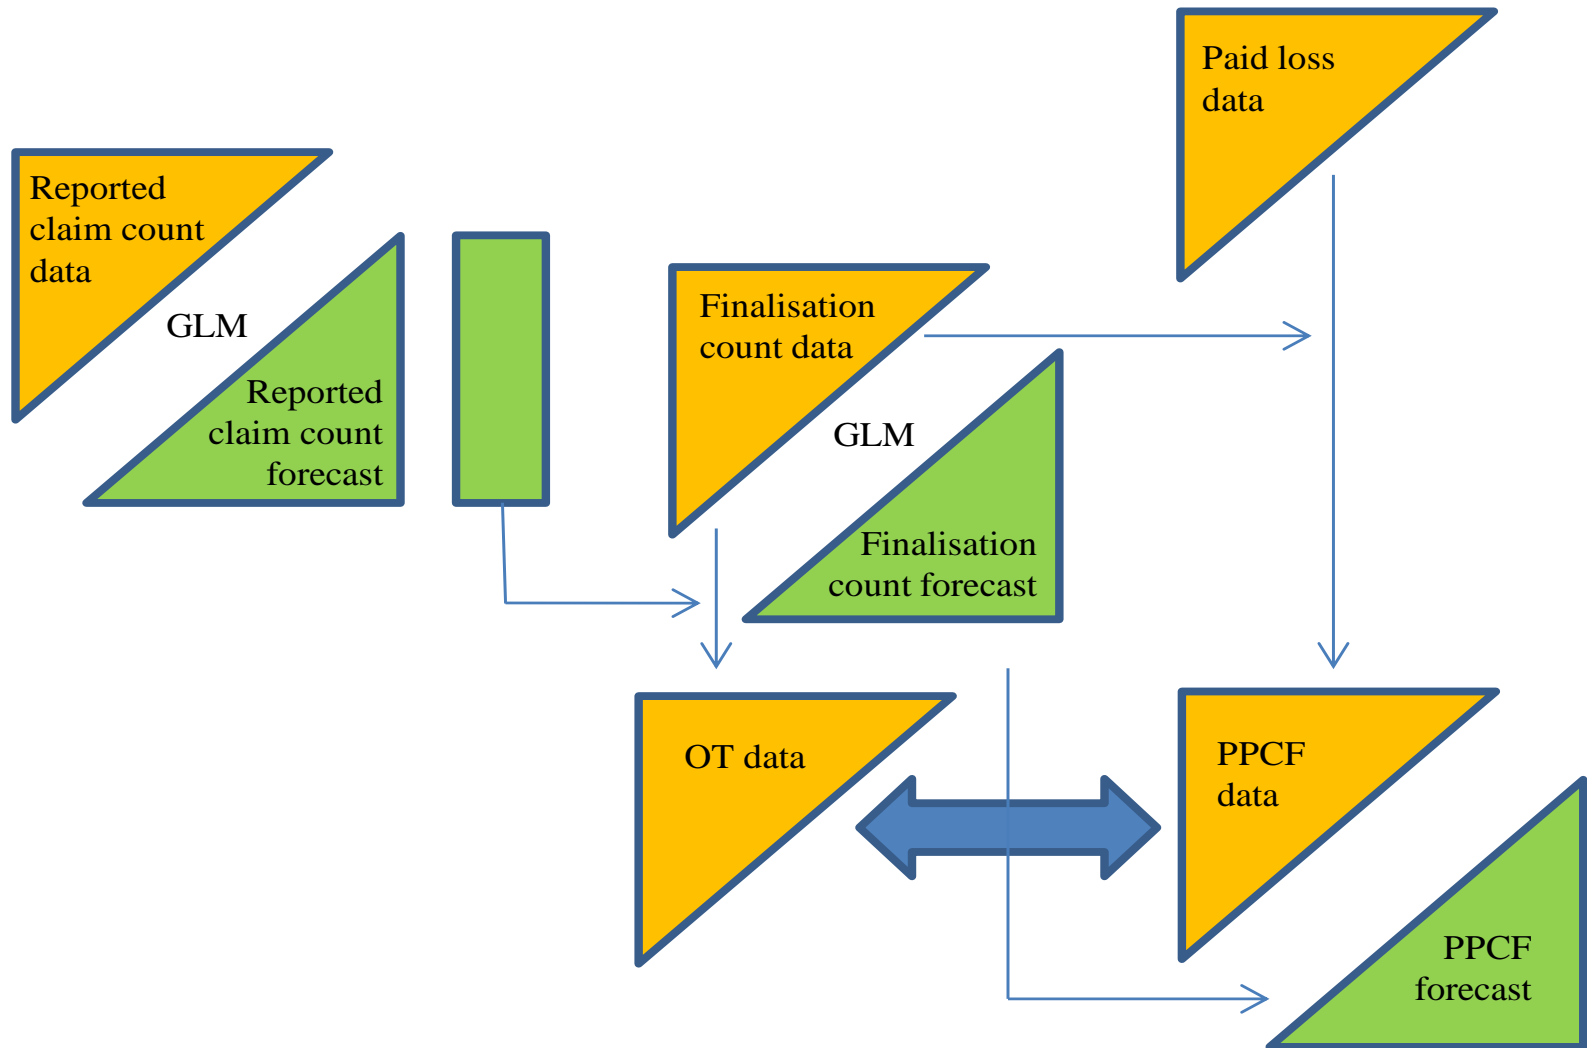 Paid loss
data
Reported
claim count
data
GLM
Reported
claim count
forecast
Finalisation
count data
GLM
Finalisation
count forecast
OT data
PPCF
data
PPCF
forecast